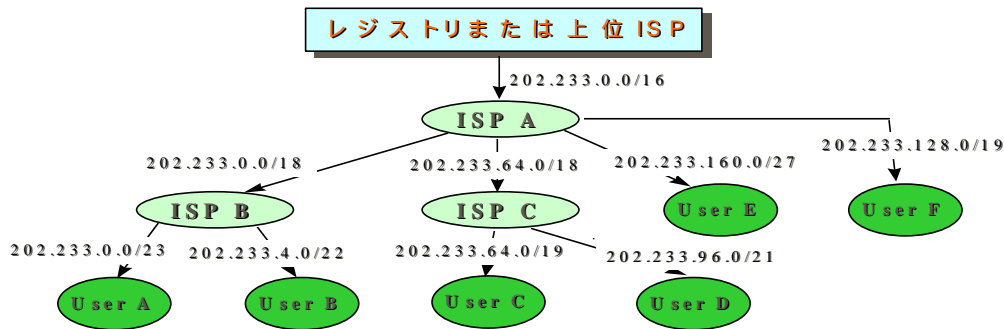 レジストリまたは上位ISP
202.233.0.0/16
ISP A
202.233.0.0/18
202.233.64.0/18
202.233.160.0/27
202.233.128.0/19
ISP B
ISP C
User E
User F
202.233.0.0/23
202.233.4.0/22
202.233.64.0/19
202.233.96.0/21
User A
User B
User C
User D